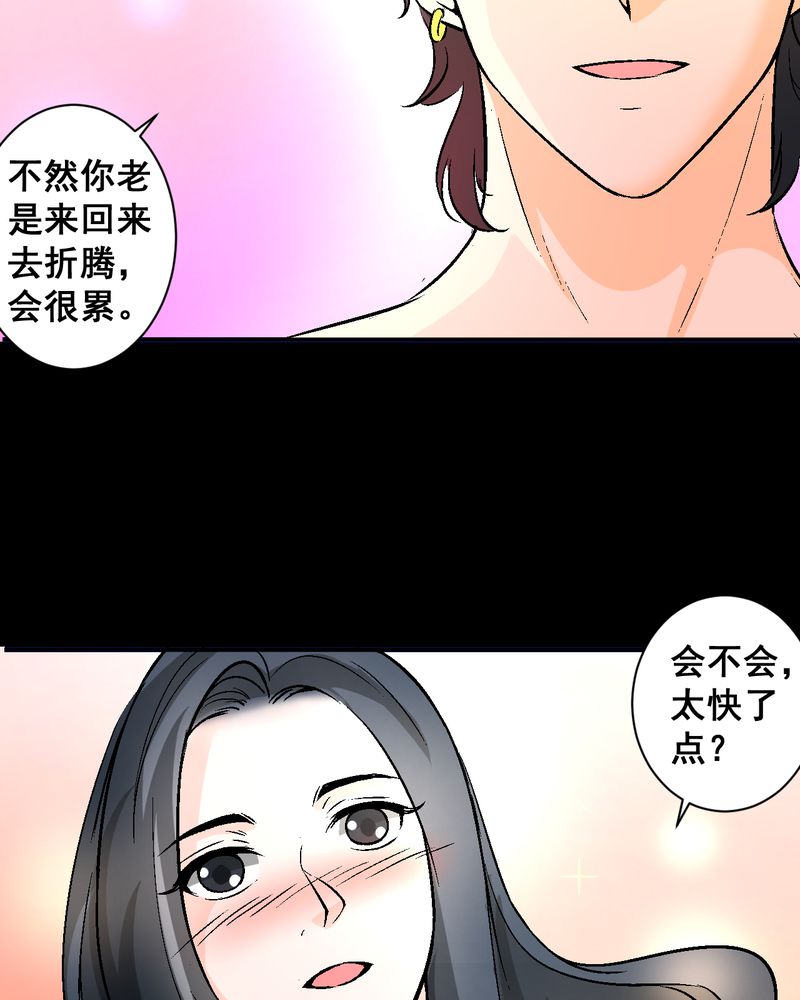 不然你老
是来回来
去折腾，
会很累。
会不会，
太快了
点？